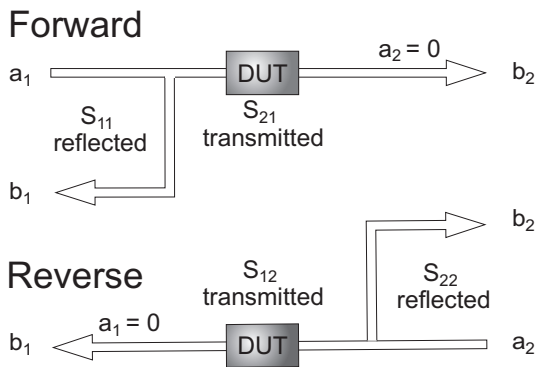 Forward
a₁ DUT a₂ = 0 b₂
S₁₁ reflected
S₂₁ transmitted
b₁
b₂
Reverse
S₁₂ transmitted
S₂₂ reflected
b₁ a₁ = 0 DUT a₂